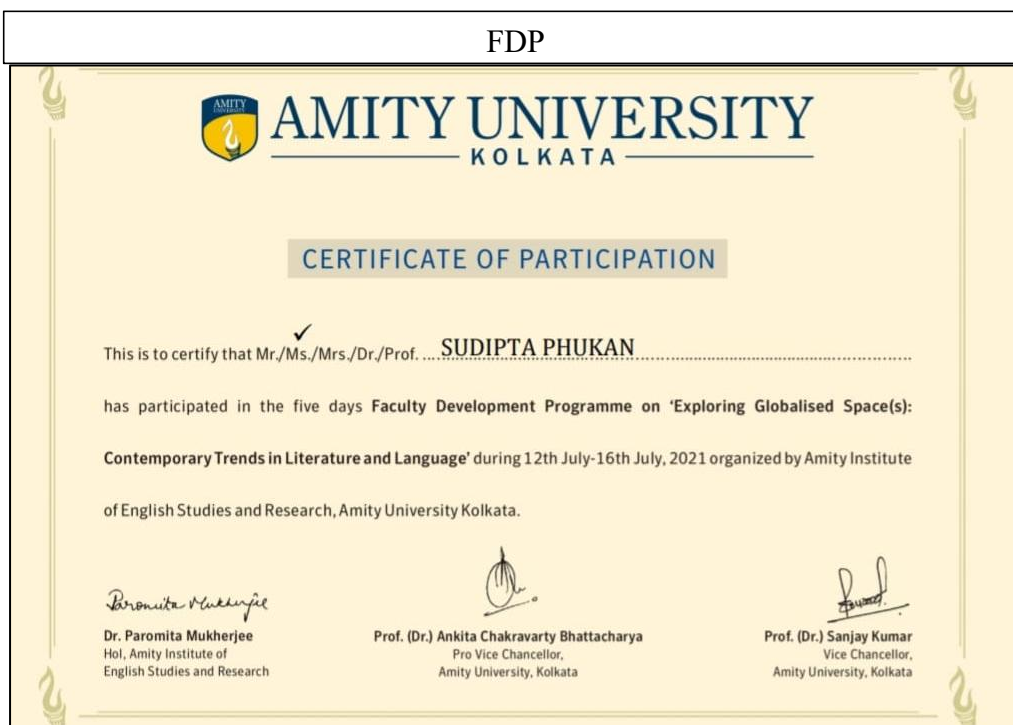 FDP
AMITY
UNIVERSITY
AMITY UNIVERSITY
KOLKATA
CERTIFICATE OF PARTICIPATION
This is to certify that Mr./Ms./Mrs./Dr./Prof. ... SUDIPTA PHUKAN
has participated in the five days Faculty Development Programme on ‘Exploring Globalised Space(s):
Contemporary Trends in Literature and Language’ during 12th July-16th July, 2021 organized by Amity Institute
of English Studies and Research, Amity University Kolkata.
Paromita Mukherjee
Dr. Paromita Mukherjee
HoI, Amity Institute of
English Studies and Research
Prof. (Dr.) Ankita Chakravarty Bhattacharya
Pro Vice Chancellor,
Amity University, Kolkata
Prof. (Dr.) Sanjay Kumar
Vice Chancellor,
Amity University, Kolkata